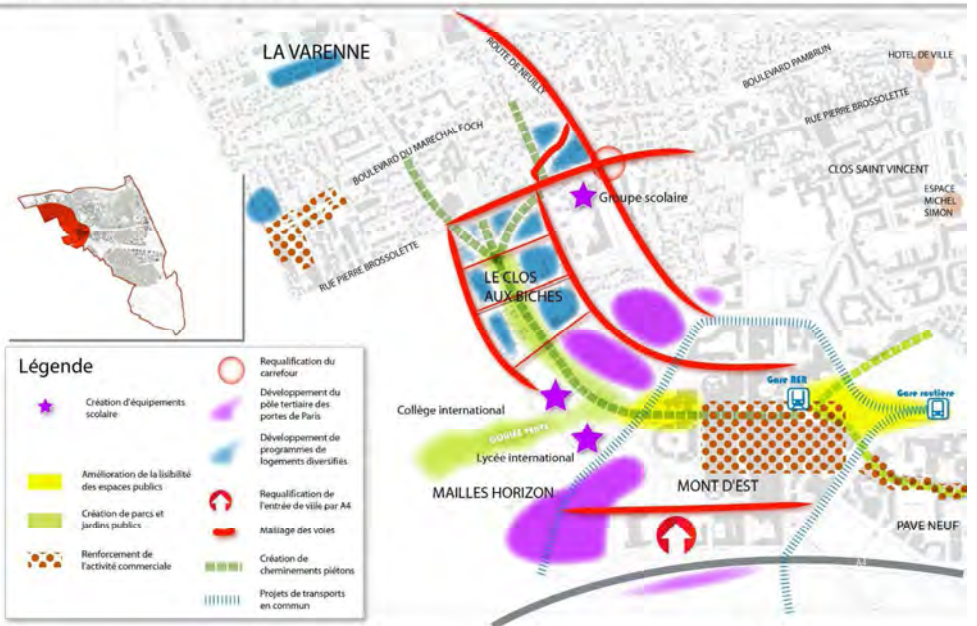 LA VARENNE
ROUTE DE NEUILLY
BOULEVARD PAMBRUN
HOTEL DE VILLE
RUE PIERRE BROSSOLETTE
BOULEVARD DU MARECHAL FOCH
CLOS SAINT VINCENT
ESPACE
MICHEL
SIMON
Groupe scolaire
RUE PIERRE BROSSOLETTE
LE CLOS
AUX BICHES
Gare RER
Gare routière
Collège international
COULÉE VERTE
Lycée international
MAILLES HORIZON
MONT D'EST
PAVE NEUF
A4
Légende
Création d'équipements
scolaire
Amélioration de la lisibilité
des espaces publics
Création de parcs et
jardins publics
Renforcement de
l'activité commerciale
Requalification du
carrefour
Développement du
pôle tertiaire des
portes de Paris
Développement de
programmes de
logements diversifiés
Requalification de
l'entrée de ville par A4
Maillage des voies
Création de
cheminements piétons
Projets de transports
en commun